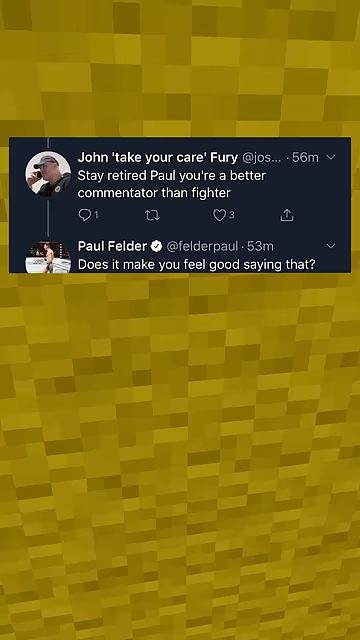 John 'take your care' Fury @jos... · 56m
Stay retired Paul you're a better
commentator than fighter
1 3
Paul Felder @felderpaul · 53m
Does it make you feel good saying that?